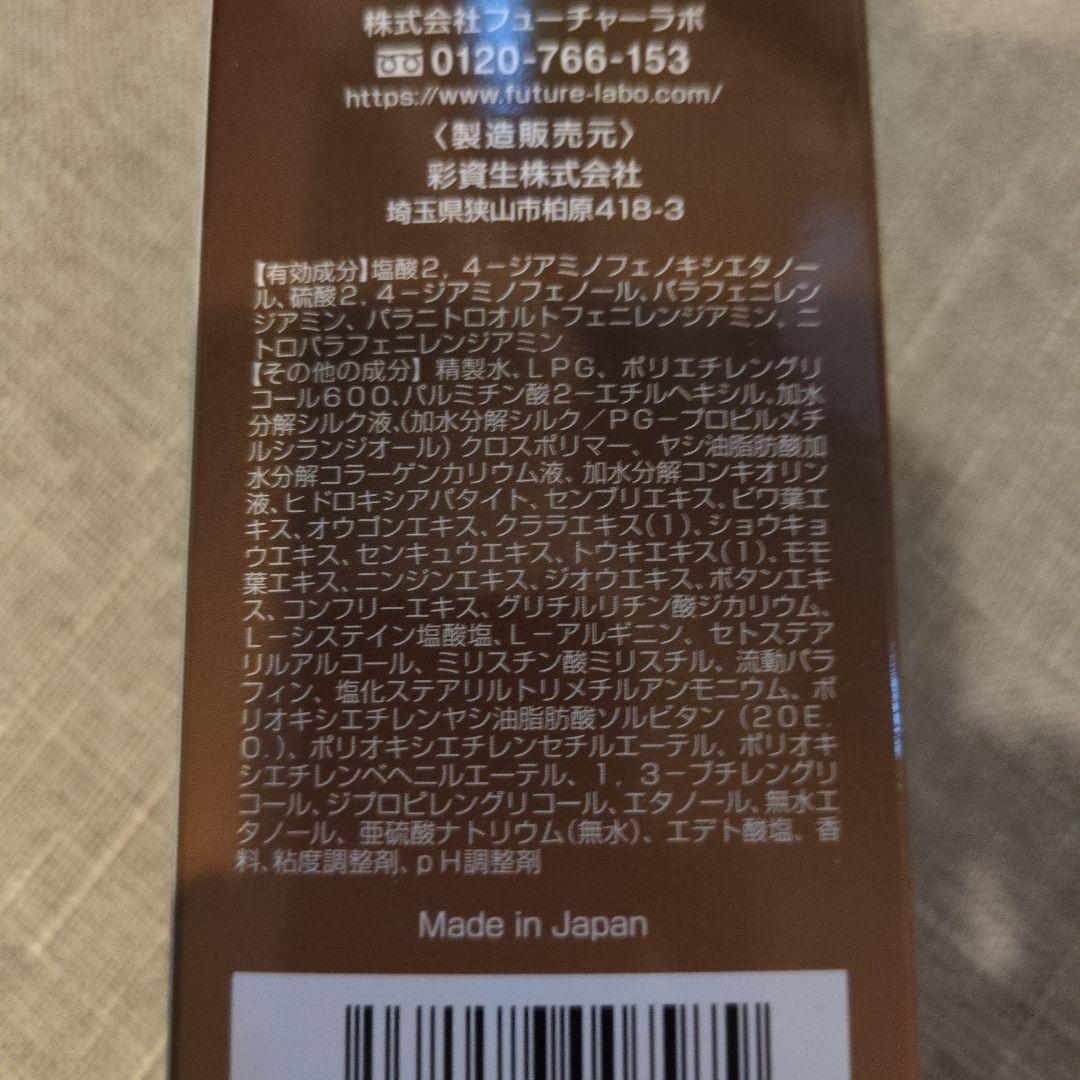 株式会社フューチャーラボ
0120-766-153
https://www.future-labo.com/
〈製造販売元〉
彩資生株式会社
埼玉県狭山市柏原418-3
【有効成分】塩酸2，4－ジアミノフェノキシエタノー
ル、硫酸2，4－ジアミノフェノール、パラフェニレン
ジアミン、パラニトロオルトフェニレンジアミン、ニ
トロパラフェニレンジアミン
【その他の成分】精製水、LPG、ポリエチレングリ
コール600、パルミチン酸2－エチルヘキシル、加水
分解シルク液、(加水分解シルク／PG－プロピルメチ
ルシランジオール)クロスポリマー、ヤシ油脂肪酸加
水分解コラーゲンカリウム液、加水分解コンキオリン
液、ヒドロキシアパタイト、センブリエキス、ビワ葉エ
キス、オウゴンエキス、クララエキス(1)、ショウキョ
ウエキス、センキュウエキス、トウキエキス(1)、モモ
葉エキス、ニンジンエキス、ジオウエキス、ボタンエキ
ス、コンフリーエキス、グリチルリチン酸ジカリウム、
L－システイン塩酸塩、L－アルギニン、セトステア
リルアルコール、ミリスチン酸ミリスチル、流動パラ
フィン、塩化ステアリルトリメチルアンモニウム、ポ
リオキシエチレンヤシ油脂肪酸ソルビタン（20E.
O.)、ポリオキシエチレンセチルエーテル、ポリオキ
シエチレンベヘニルエーテル、1，3－ブチレングリ
コール、ジプロピレングリコール、エタノール、無水エ
タノール、亜硫酸ナトリウム(無水)、エデト酸塩、香
料、粘度調整剤、pH調整剤
Made in Japan